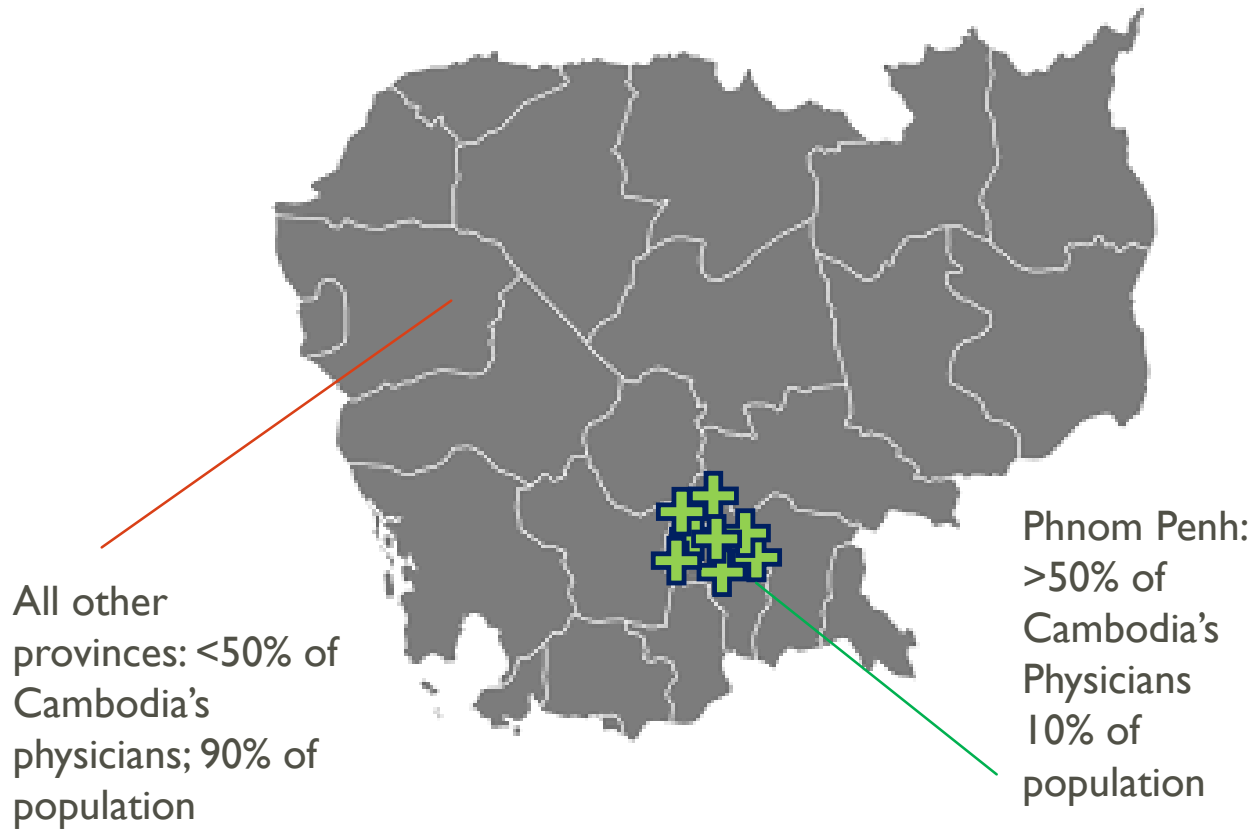 All other
provinces: <50% of
Cambodia’s
physicians; 90% of
population
Phnom Penh:
>50% of
Cambodia’s
Physicians
10% of
population